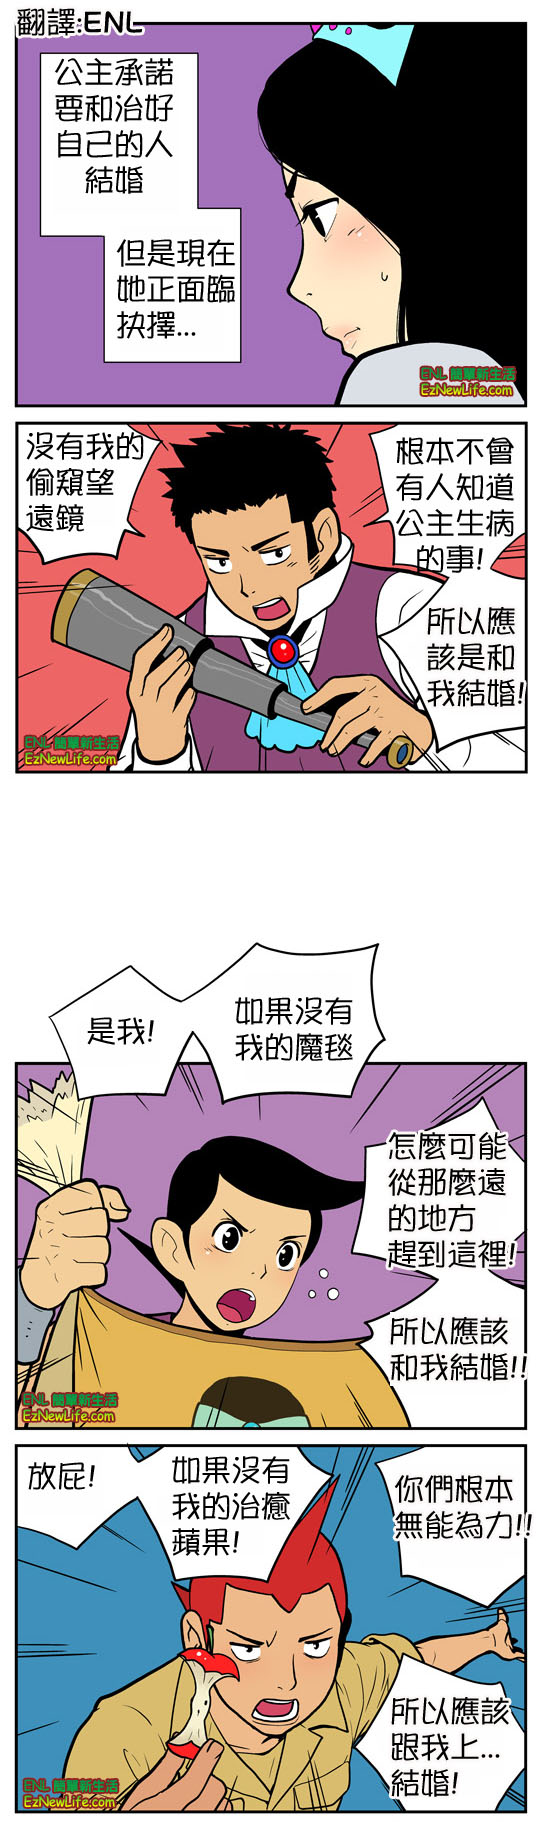 翻譯:ENL
公主承諾
要和治好
自己的人
結婚
但是現在
她正面臨
抉擇...
ENL 簡單新生活
EzNewLife.com
沒有我的
偷窺望
遠鏡
根本不會
有人知道
公主生病
的事!
所以應
該是和
我結婚!
ENL 簡單新生活
EzNewLife.com
是我!
如果沒有
我的魔毯
怎麼可能
從那麼遠
的地方
趕到這裡!
所以應該
和我結婚!!
ENL 簡單新生活
EzNewLife.com
放屁!
如果沒有
我的治癒
蘋果!
你們根本
無能為力!!
所以應該
跟我上...
結婚!
ENL 簡單新生活
EzNewLife.com